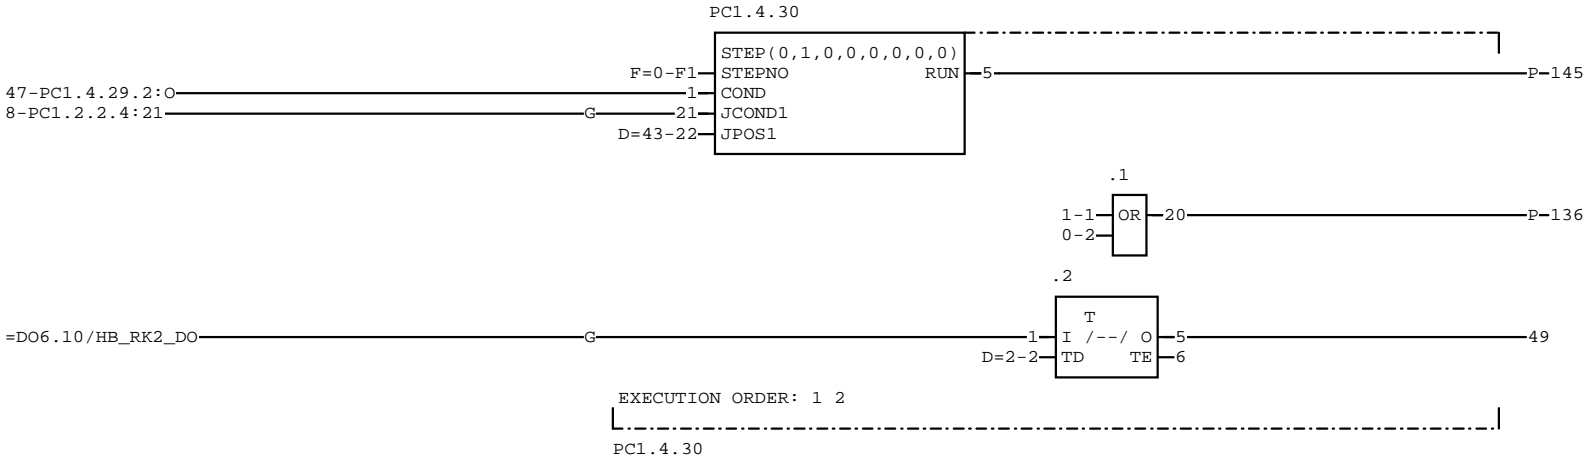 PC1.4.30
STEP(0,1,0,0,0,0,0,0)
F=0-F1 STEPNO RUN 5 P-145
47-PC1.4.29.2:O 1 COND
8-PC1.2.2.4:21 G 21 JCOND1
D=43-22 JPOS1
.1
1-1 OR 20 P-136
0-2
.2
T
=DO6.10/HB_RK2_DO G 1 I /--/ O 5 49
D=2-2 TD TE 6
EXECUTION ORDER: 1 2
PC1.4.30